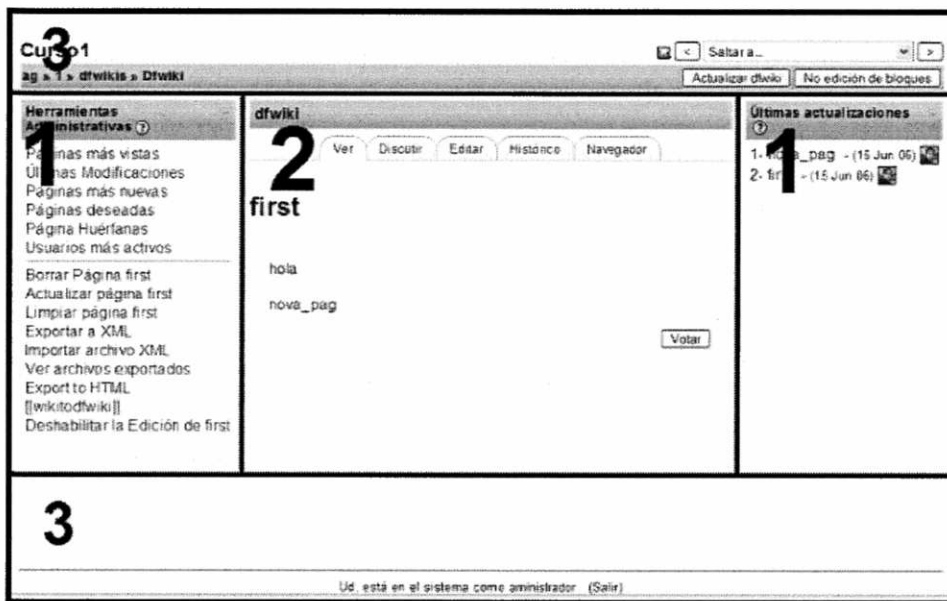 3
Curso1
< Saltar a... >
ag » 1 » dfwikis » Dfwiki
Actualizar dfwiki No edición de bloques
Herramientas
Administrativas ?
1
Páginas más vistas
Últimas Modificaciones
Páginas más nuevas
Páginas deseadas
Página Huérfanas
Usuarios más activos
Borrar Página first
Actualizar página first
Limpiar página first
Exportar a XML
Importar archivo XML
Ver archivos exportados
Export to HTML
[[wikitodfwiki]]
Deshabilitar la Edición de first
dfwiki
2
Ver Discutir Editar Histórico Navegador
first
hola
nova_pag
Votar
Últimas actualizaciones
?
1
1- nova_pag - (15 Jun 06)
2- first - (15 Jun 06)
3
Ud. está en el sistema como aministrador (Salir)